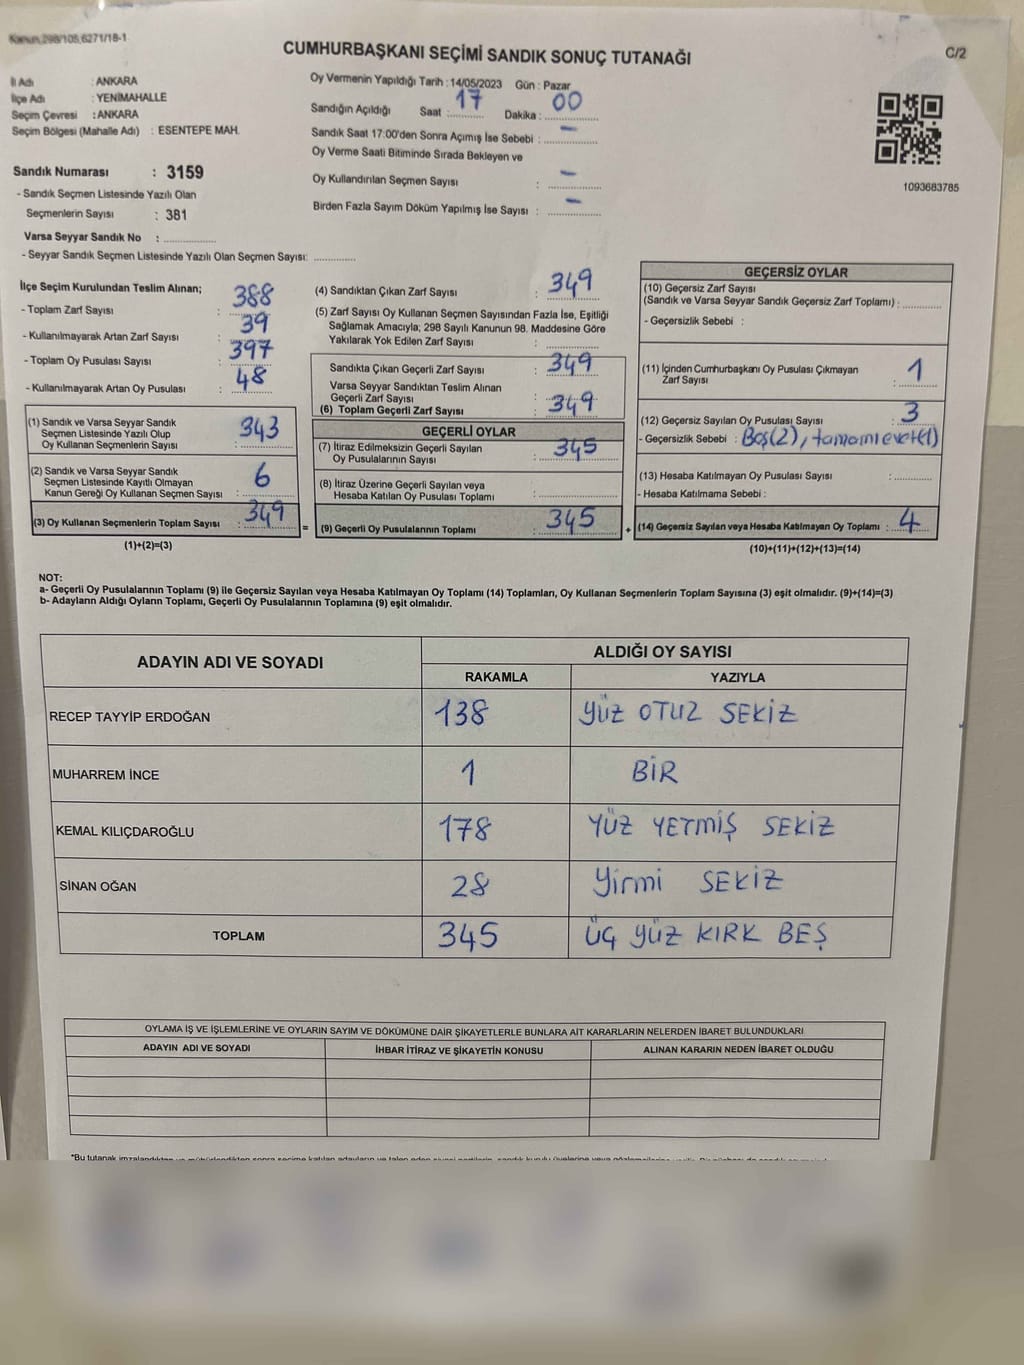 Kanun,298/105,6271/18-1
CUMHURBAŞKANI SEÇİMİ SANDIK SONUÇ TUTANAĞI
C/2
İl Adı : ANKARA
İlçe Adı : YENİMAHALLE
Seçim Çevresi : ANKARA
Seçim Bölgesi (Mahalle Adı) : ESENTEPE MAH.
Oy Vermenin Yapıldığı Tarih : 14/05/2023 Gün : Pazar
Sandığın Açıldığı Saat : 17 Dakika : 00
Sandık Saat 17:00'den Sonra Açımış İse Sebebi : -
Oy Verme Saati Bitiminde Sırada Bekleyen ve
Oy Kullandırılan Seçmen Sayısı : -
Birden Fazla Sayım Döküm Yapılmış İse Sayısı : -
1093683785
Sandık Numarası : 3159
- Sandık Seçmen Listesinde Yazılı Olan
Seçmenlerin Sayısı : 381
Varsa Seyyar Sandık No :
- Seyyar Sandık Seçmen Listesinde Yazılı Olan Seçmen Sayısı:
İlçe Seçim Kurulundan Teslim Alınan;
- Toplam Zarf Sayısı : 388
- Kullanılmayarak Artan Zarf Sayısı : 39
- Toplam Oy Pusulası Sayısı : 397
- Kullanılmayarak Artan Oy Pusulası : 48
(1) Sandık ve Varsa Seyyar Sandık
Seçmen Listesinde Yazılı Olup
Oy Kullanan Seçmenlerin Sayısı : 343
(2) Sandık ve Varsa Seyyar Sandık
Seçmen Listesinde Kayıtlı Olmayan
Kanun Gereği Oy Kullanan Seçmen Sayısı : 6
(3) Oy Kullanan Seçmenlerin Toplam Sayısı : 349
(1)+(2)=(3)
(4) Sandıktan Çıkan Zarf Sayısı : 349
(5) Zarf Sayısı Oy Kullanan Seçmen Sayısından Fazla İse, Eşitliği
Sağlamak Amacıyla; 298 Sayılı Kanunun 98. Maddesine Göre
Yakılarak Yok Edilen Zarf Sayısı :
Sandıkta Çıkan Geçerli Zarf Sayısı : 349
Varsa Seyyar Sandıktan Teslim Alınan
Geçerli Zarf Sayısı :
(6) Toplam Geçerli Zarf Sayısı : 349
GEÇERLİ OYLAR
(7) İtiraz Edilmeksizin Geçerli Sayılan
Oy Pusulalarının Sayısı : 345
(8) İtiraz Üzerine Geçerli Sayılan veya
Hesaba Katılan Oy Pusulası Toplamı :
= (9) Geçerli Oy Pusulalarının Toplamı : 345 +
GEÇERSİZ OYLAR
(10) Geçersiz Zarf Sayısı
(Sandık ve Varsa Seyyar Sandık Geçersiz Zarf Toplamı) :
- Geçersizlik Sebebi :
(11) İçinden Cumhurbaşkanı Oy Pusulası Çıkmayan
Zarf Sayısı : 1
(12) Geçersiz Sayılan Oy Pusulası Sayısı : 3
- Geçersizlik Sebebi : Boş(2), tamamı evet(1)
(13) Hesaba Katılmayan Oy Pusulası Sayısı :
- Hesaba Katılmama Sebebi :
(14) Geçersiz Sayılan veya Hesaba Katılmayan Oy Toplamı : 4
(10)+(11)+(12)+(13)=(14)
NOT:
a- Geçerli Oy Pusulalarının Toplamı (9) ile Geçersiz Sayılan veya Hesaba Katılmayan Oy Toplamı (14) Toplamları, Oy Kullanan Seçmenlerin Toplam Sayısına (3) eşit olmalıdır. (9)+(14)=(3)
b- Adayların Aldığı Oyların Toplamı, Geçerli Oy Pusulalarının Toplamına (9) eşit olmalıdır.
ADAYIN ADI VE SOYADI
ALDIĞI OY SAYISI
RAKAMLA YAZIYLA
RECEP TAYYİP ERDOĞAN 138 YÜZ OTUZ SEKİZ
MUHARREM İNCE 1 BİR
KEMAL KILIÇDAROĞLU 178 YÜZ YETMİŞ SEKİZ
SİNAN OĞAN 28 Yirmi SEKİZ
TOPLAM 345 ÜÇ YÜZ KIRK BEŞ
OYLAMA İŞ VE İŞLEMLERİNE VE OYLARIN SAYIM VE DÖKÜMÜNE DAİR ŞİKAYETLERLE BUNLARA AİT KARARLARIN NELERDEN İBARET BULUNDUKLARI
ADAYIN ADI VE SOYADI İHBAR İTİRAZ VE ŞİKAYETİN KONUSU ALINAN KARARIN NEDEN İBARET OLDUĞU